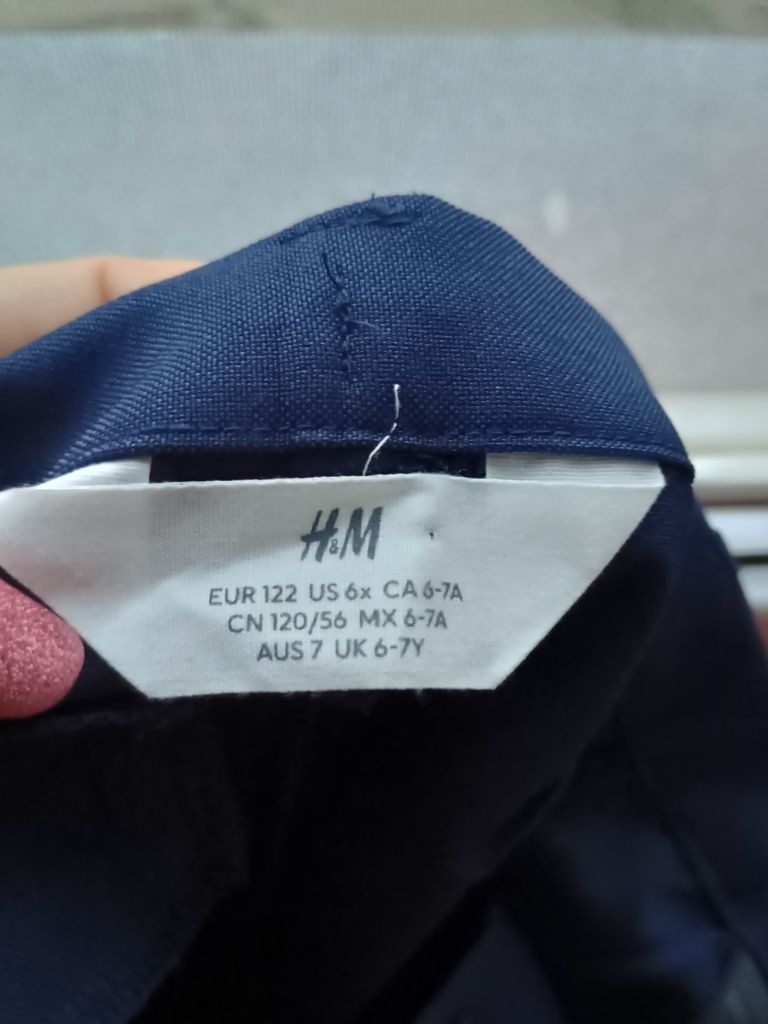 H&M
EUR 122 US 6x CA 6-7A
CN 120/56 MX 6-7A
AUS 7 UK 6-7Y